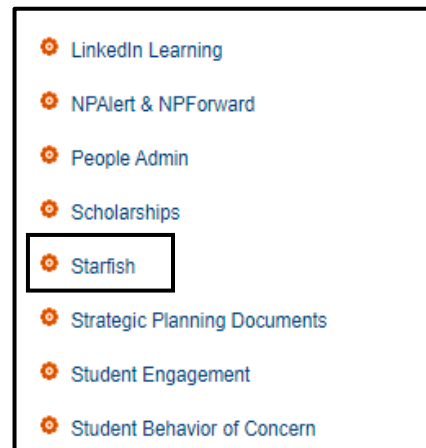 LinkedIn Learning
NPAlert & NPForward
People Admin
Scholarships
Starfish
Strategic Planning Documents
Student Engagement
Student Behavior of Concern